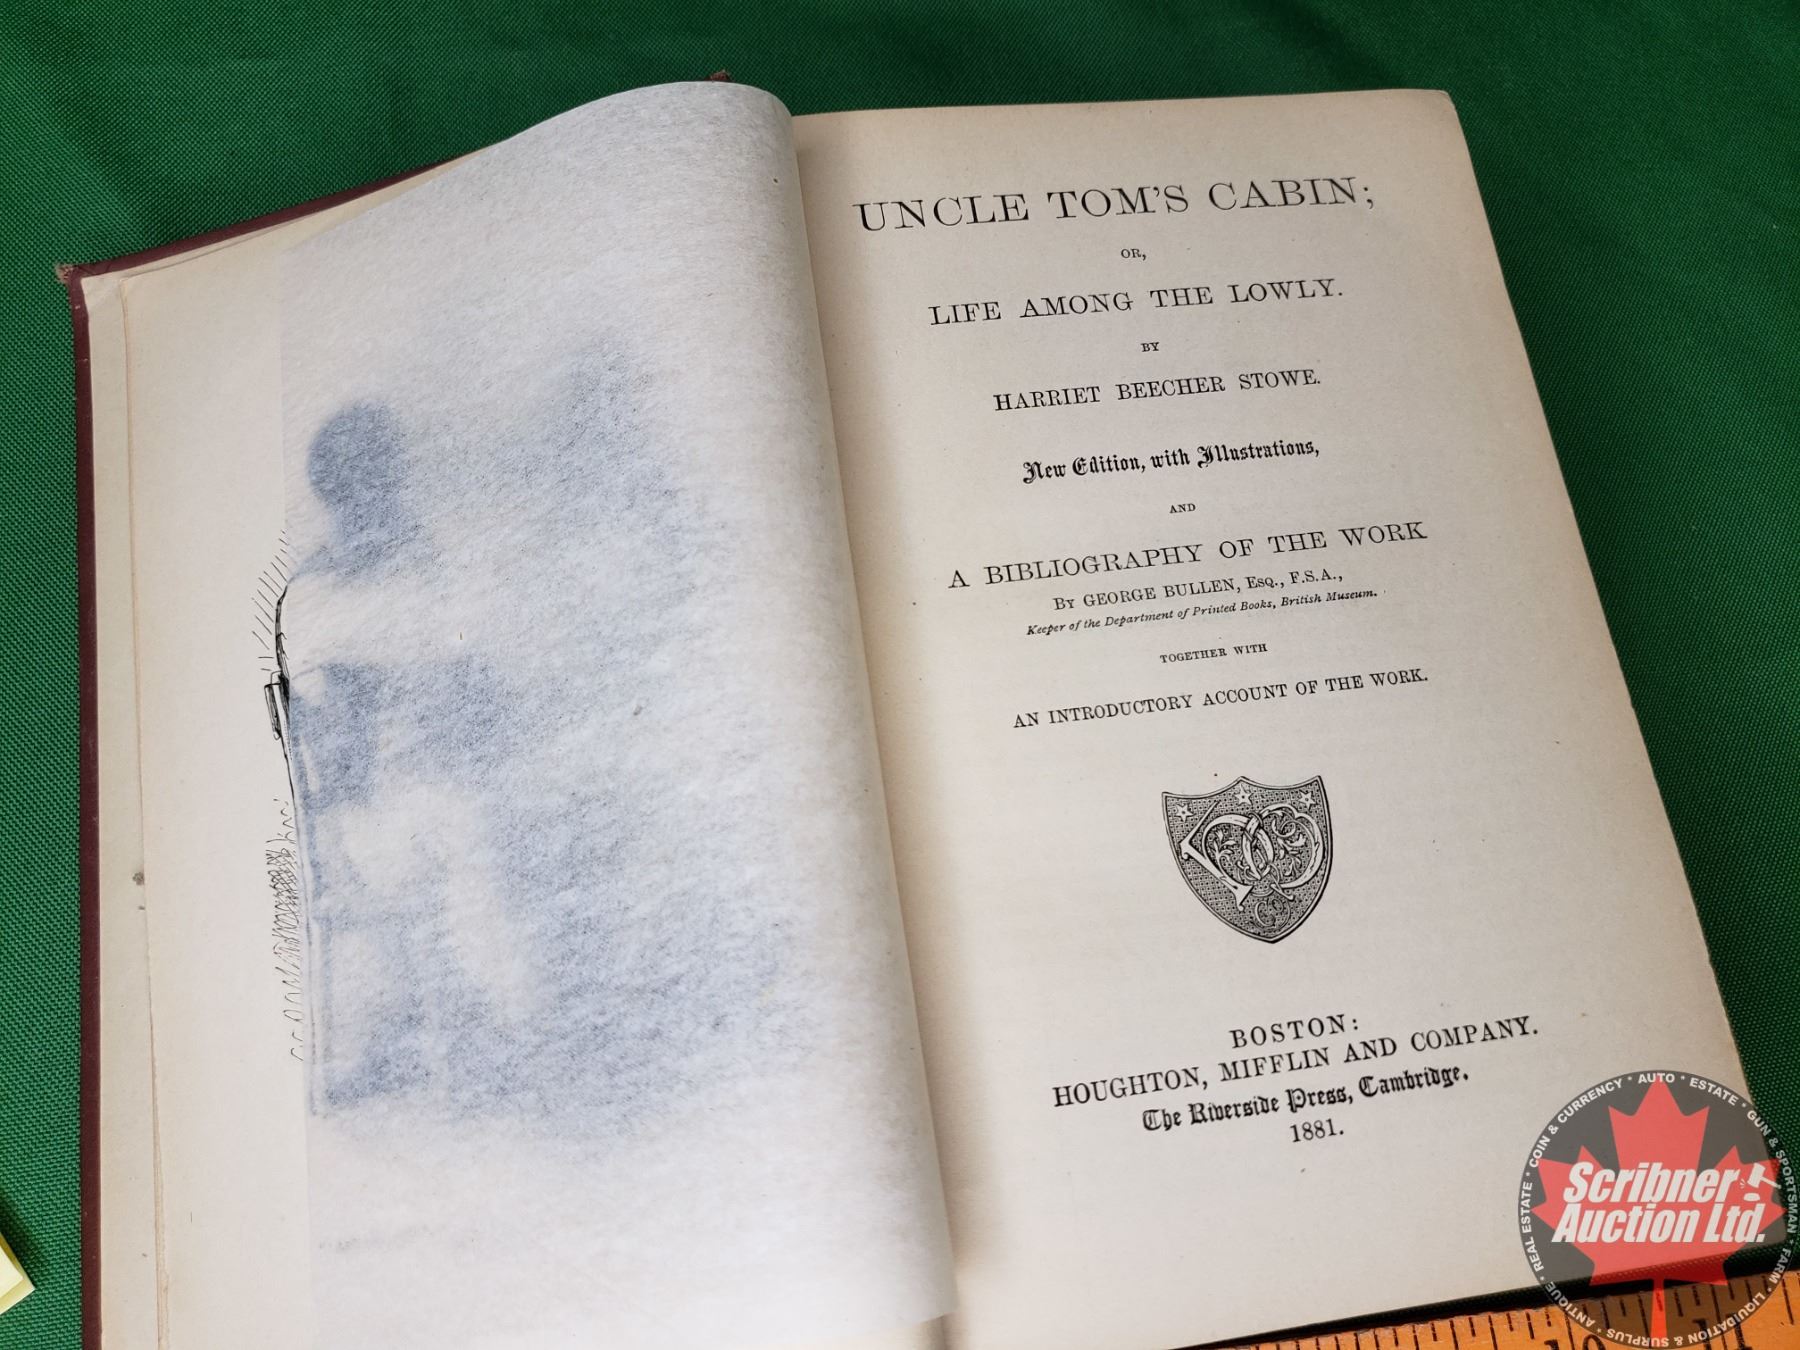 UNCLE TOM'S CABIN;
OR,
LIFE AMONG THE LOWLY.
BY
HARRIET BEECHER STOWE.
New Edition, with Illustrations,
AND
A BIBLIOGRAPHY OF THE WORK
By GEORGE BULLEN, Esq., F.S.A.,
Keeper of the Department of Printed Books, British Museum.
TOGETHER WITH
AN INTRODUCTORY ACCOUNT OF THE WORK.
BOSTON:
HOUGHTON, MIFFLIN AND COMPANY.
The Riverside Press, Cambridge.
1881.
Scribner
Auction Ltd.
ANTIQUE * REAL ESTATE * COIN & CURRENCY * AUTO * ESTATE * GUN & SPORTSMAN * FARM * LIQUIDATION & SURPLUS *